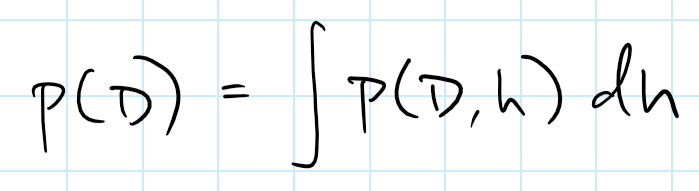 p(D) = ∫ p(D,h) dh